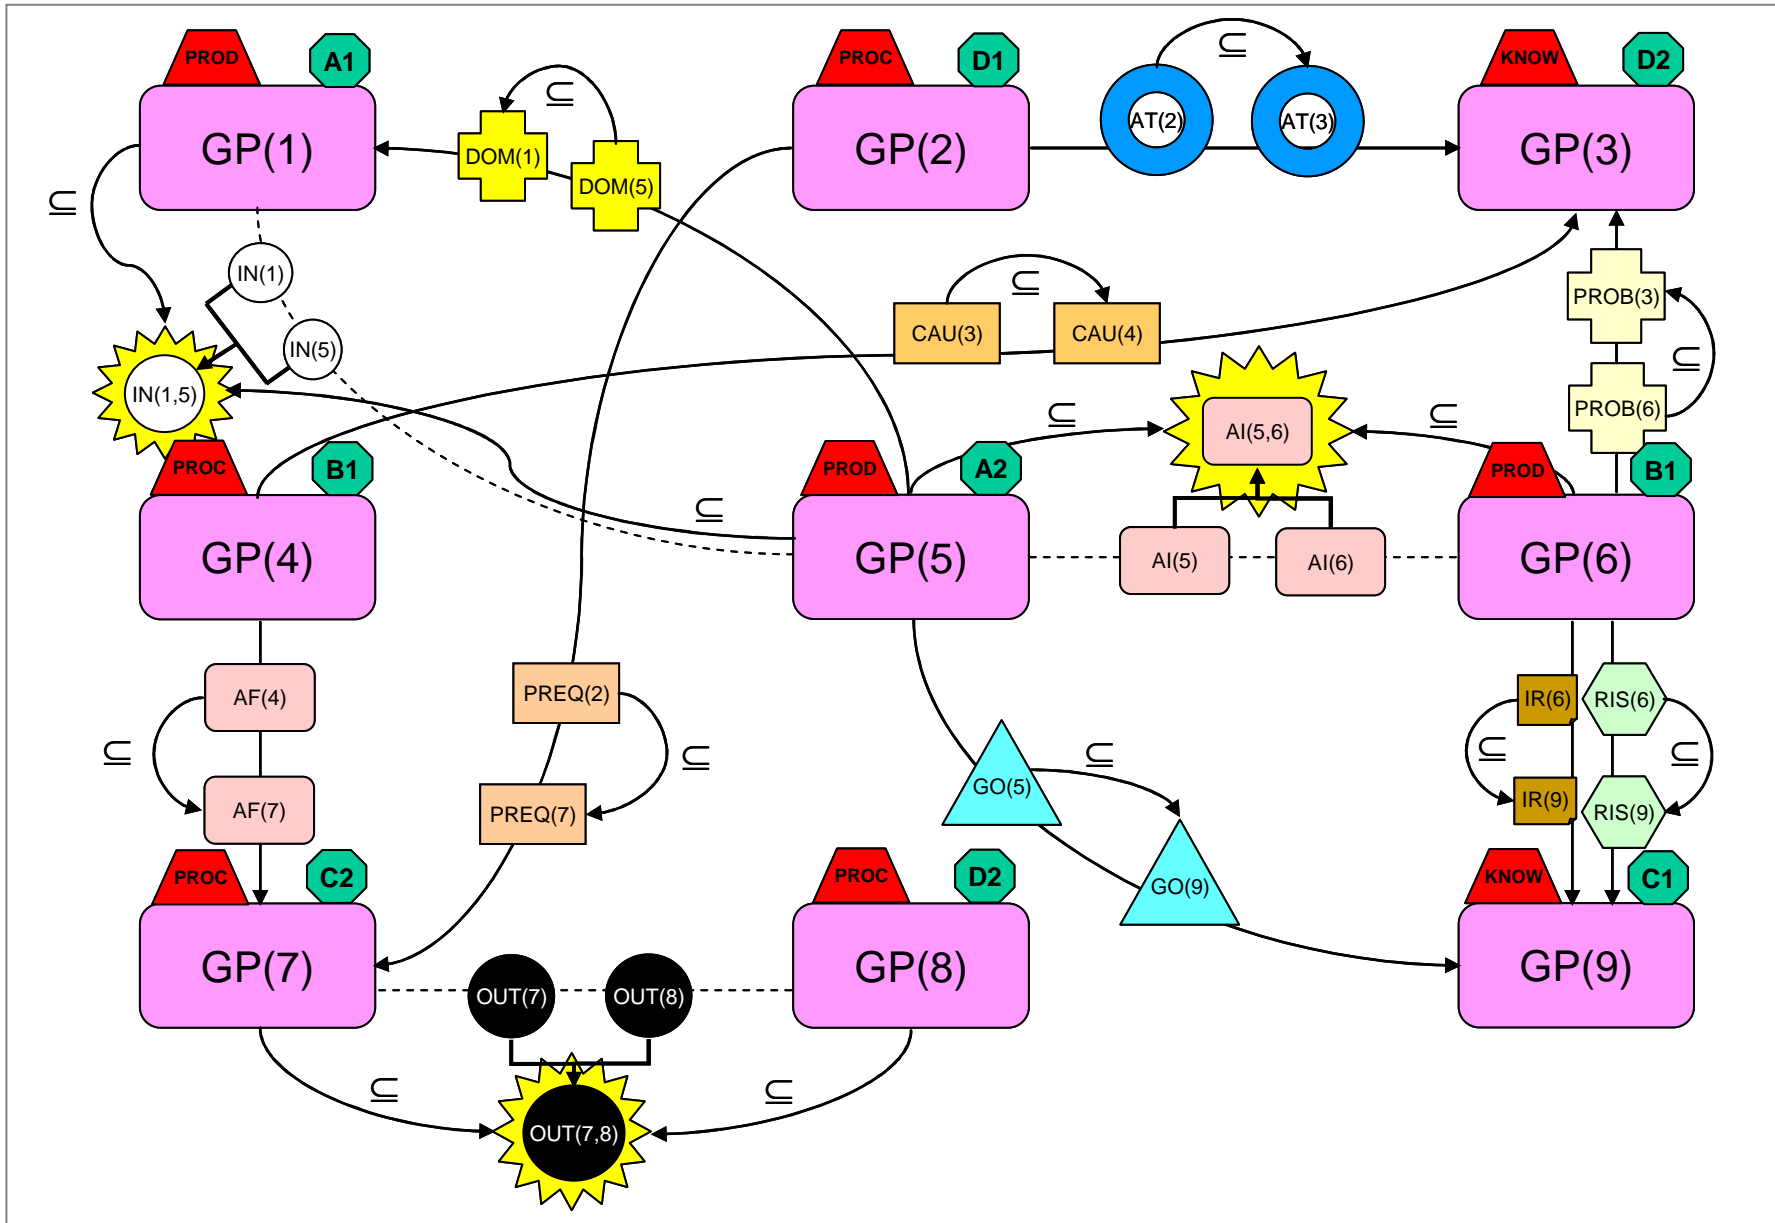 PROD
A1
GP(1)
⊆
DOM(1)
DOM(5)
⊆
PROC
D1
GP(2)
AT(2)
⊆
AT(3)
KNOW
D2
GP(3)
IN(1)
IN(5)
IN(1,5)
CAU(3)
⊆
CAU(4)
PROB(3)
⊆
PROB(6)
PROC
B1
GP(4)
⊆
PROD
A2
GP(5)
⊆
AI(5,6)
⊆
AI(5)
AI(6)
PROD
B1
GP(6)
AF(4)
⊆
AF(7)
PREQ(2)
⊆
PREQ(7)
GO(5)
⊆
GO(9)
IR(6)
⊆
IR(9)
RIS(6)
⊆
RIS(9)
PROC
C2
GP(7)
OUT(7)
OUT(8)
PROC
D2
GP(8)
KNOW
C1
GP(9)
⊆
OUT(7,8)
⊆